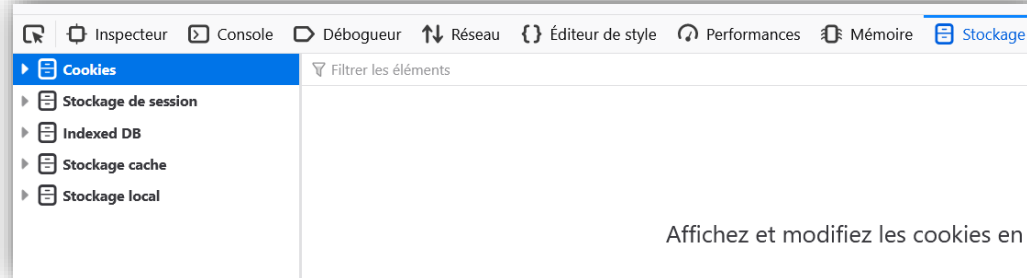 Inspecteur Console Débogueur Réseau Éditeur de style Performances Mémoire Stockage
Cookies
Filtrer les éléments
Stockage de session
Indexed DB
Stockage cache
Stockage local
Affichez et modifiez les cookies en